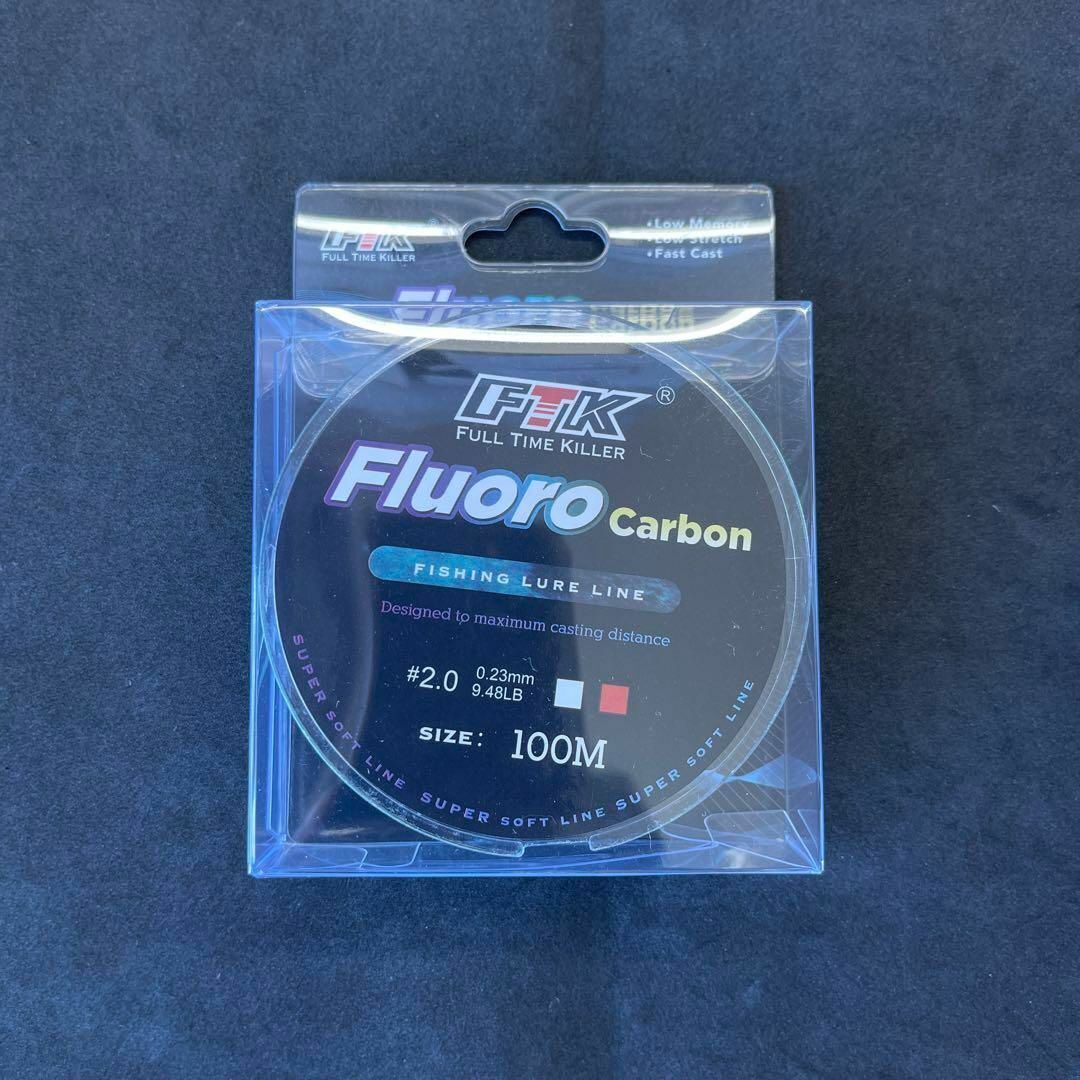 FTK®
FULL TIME KILLER
•Low Memory
•Low Stretch
•Fast Cast
Fluoro
FTK®
FULL TIME KILLER
Fluoro Carbon
FISHING LURE LINE
Designed to maximum casting distance
#2.0 0.23mm
9.48LB
SIZE: 100M
SUPER SOFT LINE SUPER SOFT LINE SUPER SOFT LINE